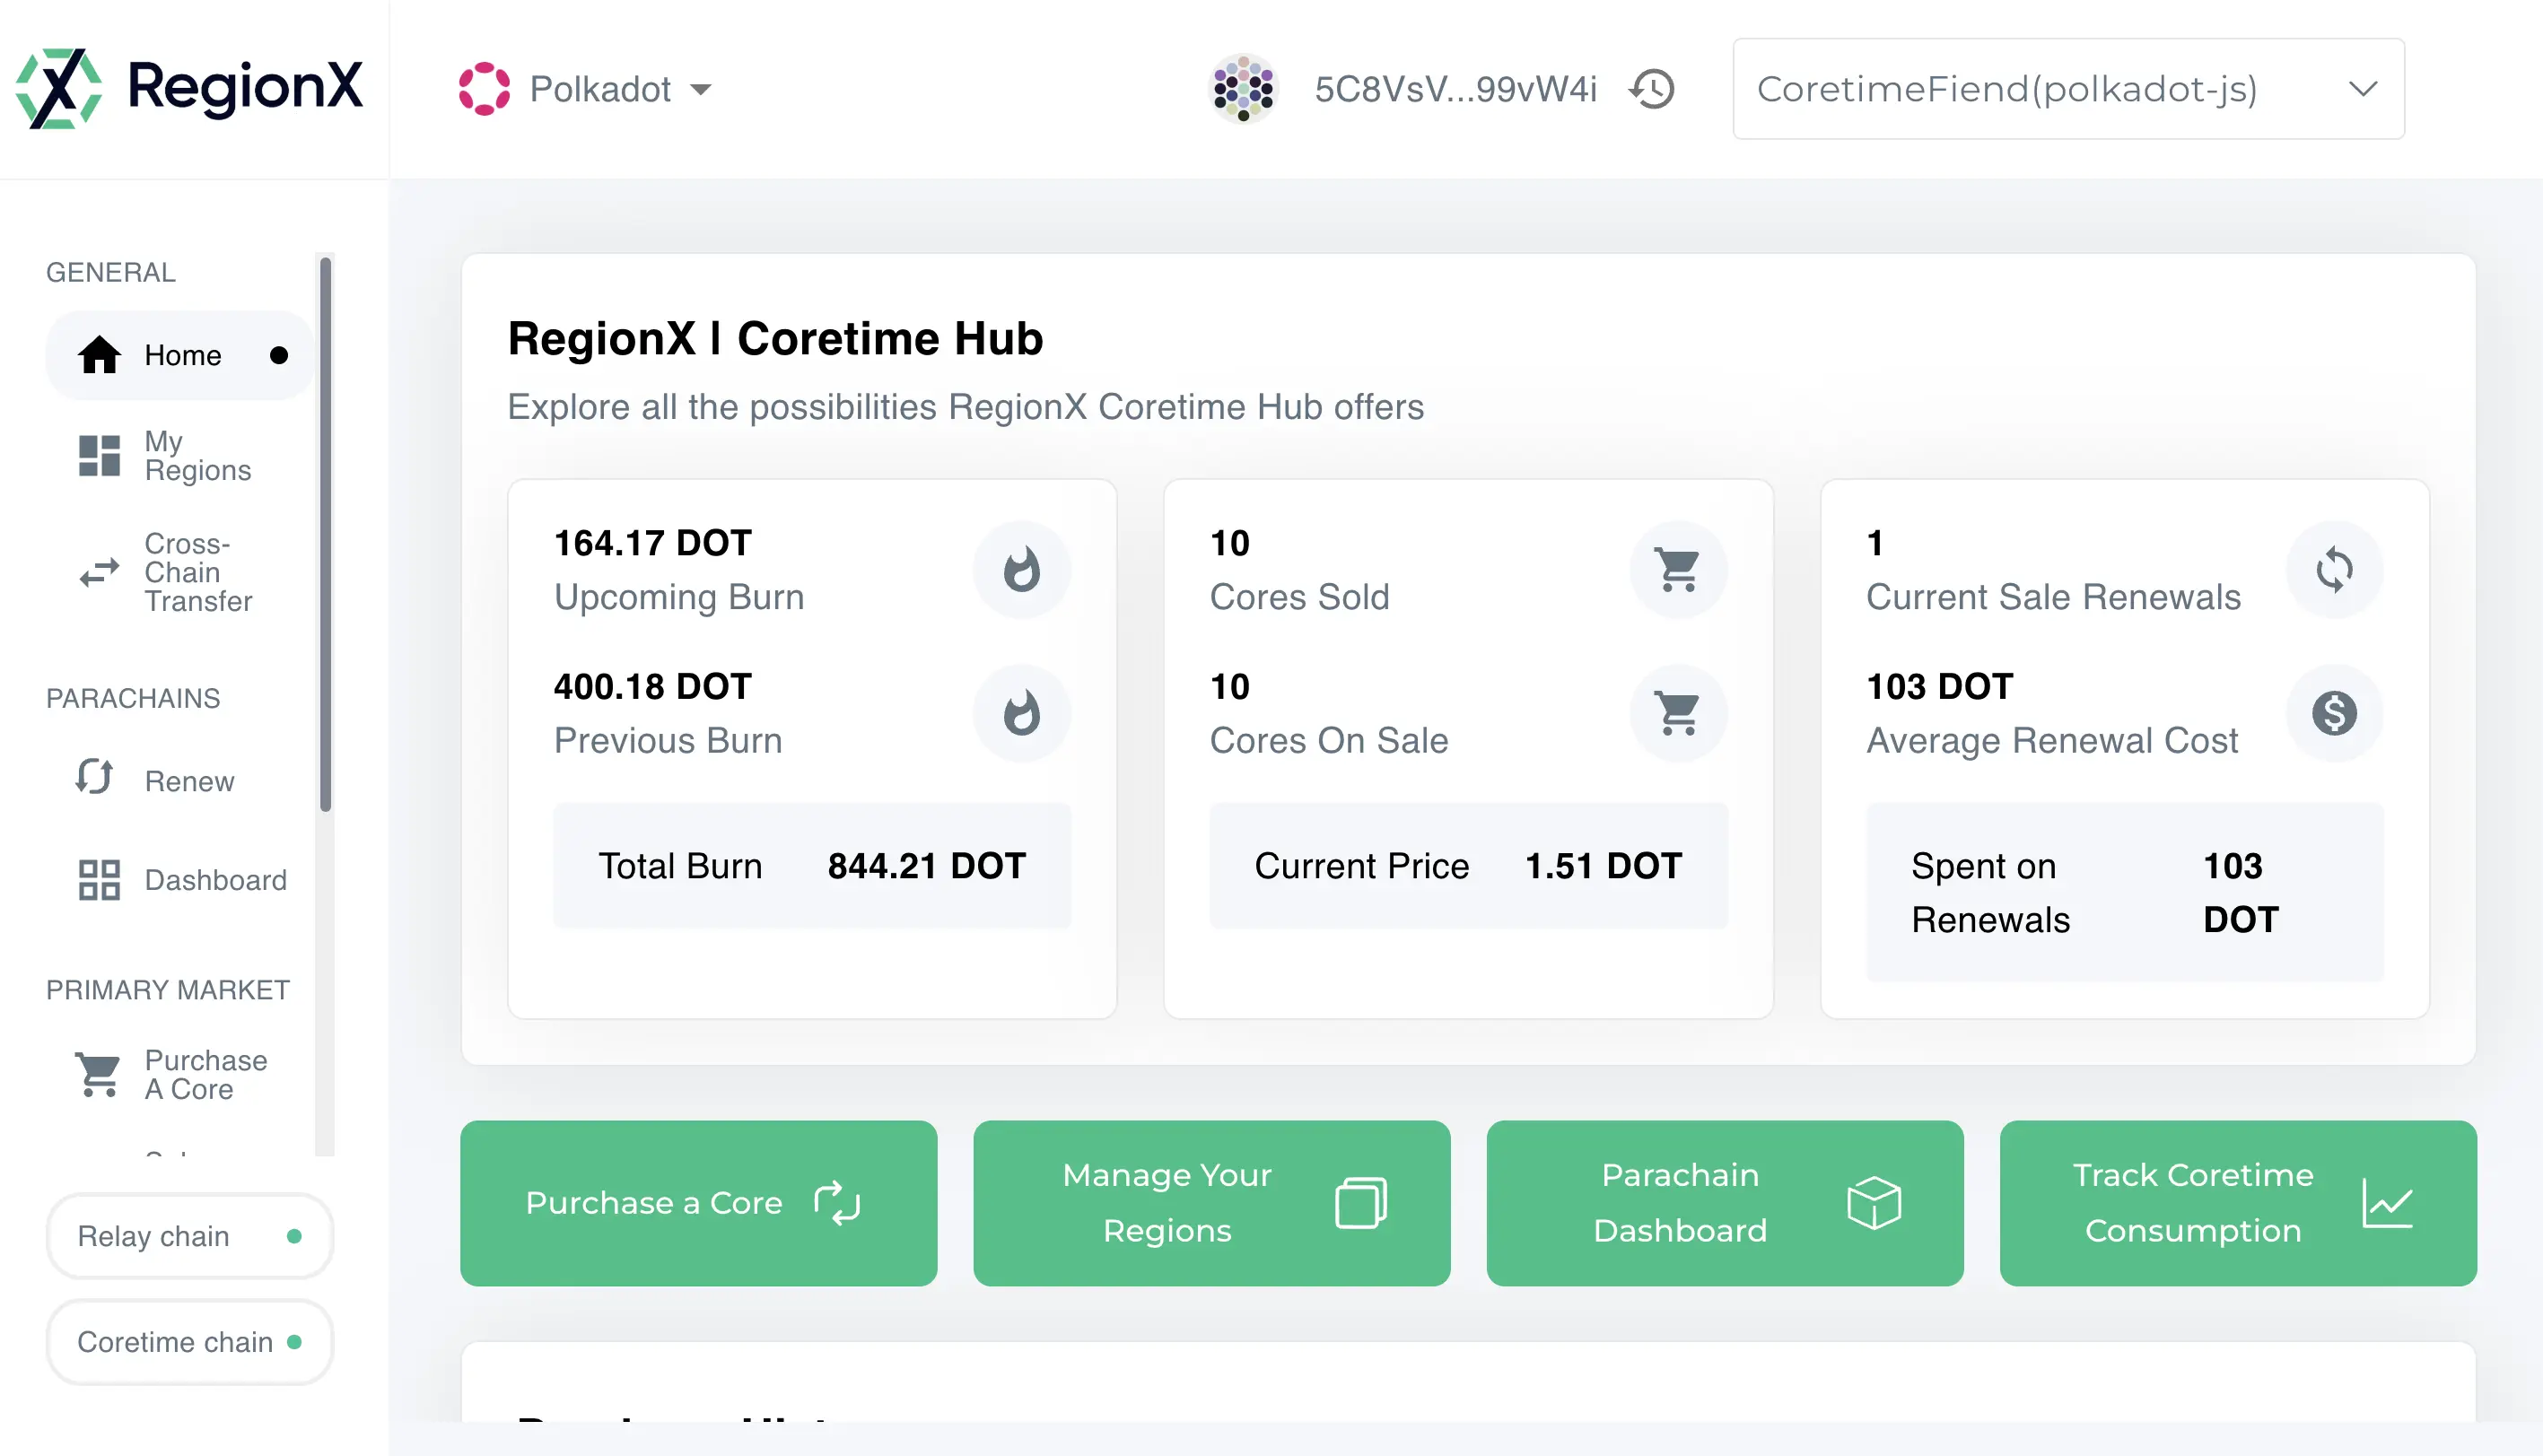 RegionX
Polkadot
5C8VsV...99vW4i
CoretimeFiend(polkadot-js)
GENERAL
Home
My
Regions
Cross-
Chain
Transfer
PARACHAINS
Renew
Dashboard
PRIMARY MARKET
Purchase
A Core
Relay chain
Coretime chain
RegionX | Coretime Hub
Explore all the possibilities RegionX Coretime Hub offers
164.17 DOT
Upcoming Burn
400.18 DOT
Previous Burn
Total Burn 844.21 DOT
10
Cores Sold
10
Cores On Sale
Current Price 1.51 DOT
1
Current Sale Renewals
103 DOT
Average Renewal Cost
Spent on 103
Renewals DOT
Purchase a Core
Manage Your
Regions
Parachain
Dashboard
Track Coretime
Consumption